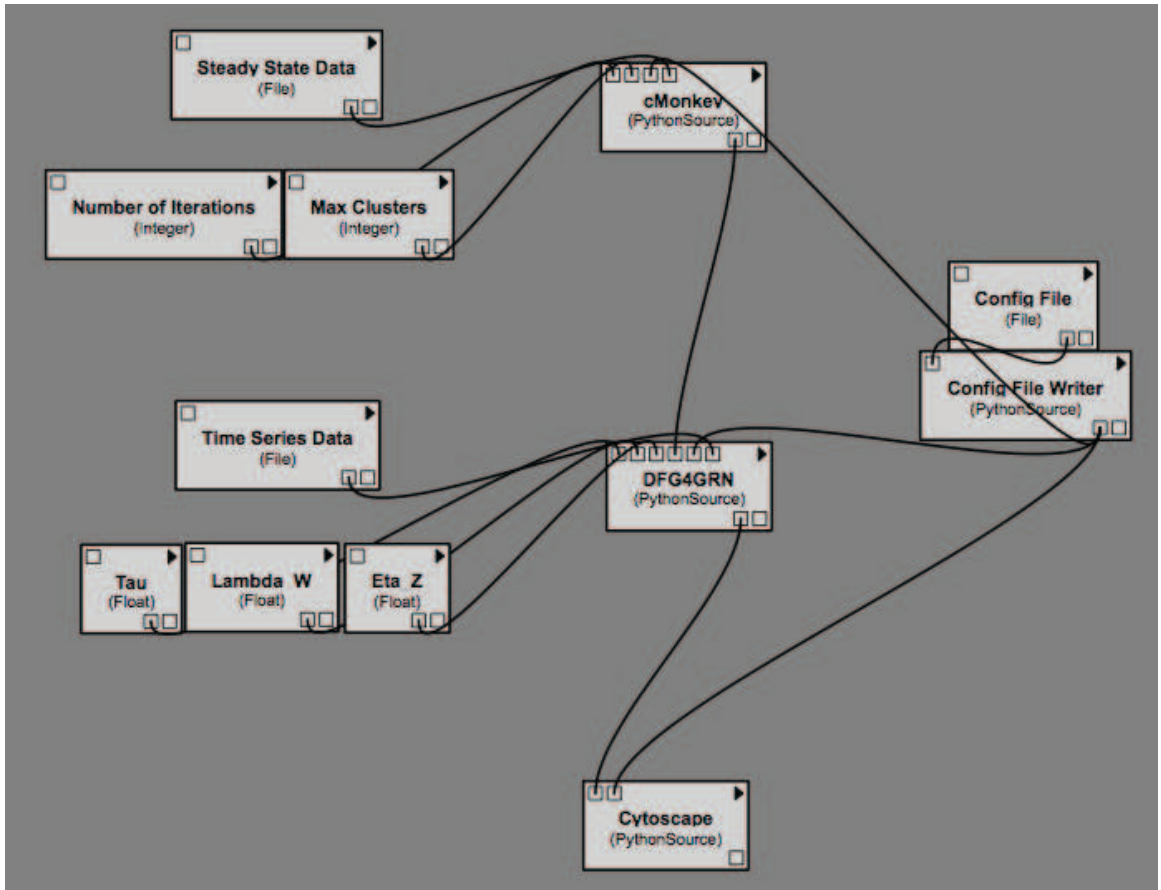 Steady State Data
(File)
cMonkey
(PythonSource)
Number of Iterations
(Integer)
Max Clusters
(Integer)
Config File
(File)
Config File Writer
(PythonSource)
Time Series Data
(File)
DFG4GRN
(PythonSource)
Tau
(Float)
Lambda_W
(Float)
Eta_Z
(Float)
Cytoscape
(PythonSource)